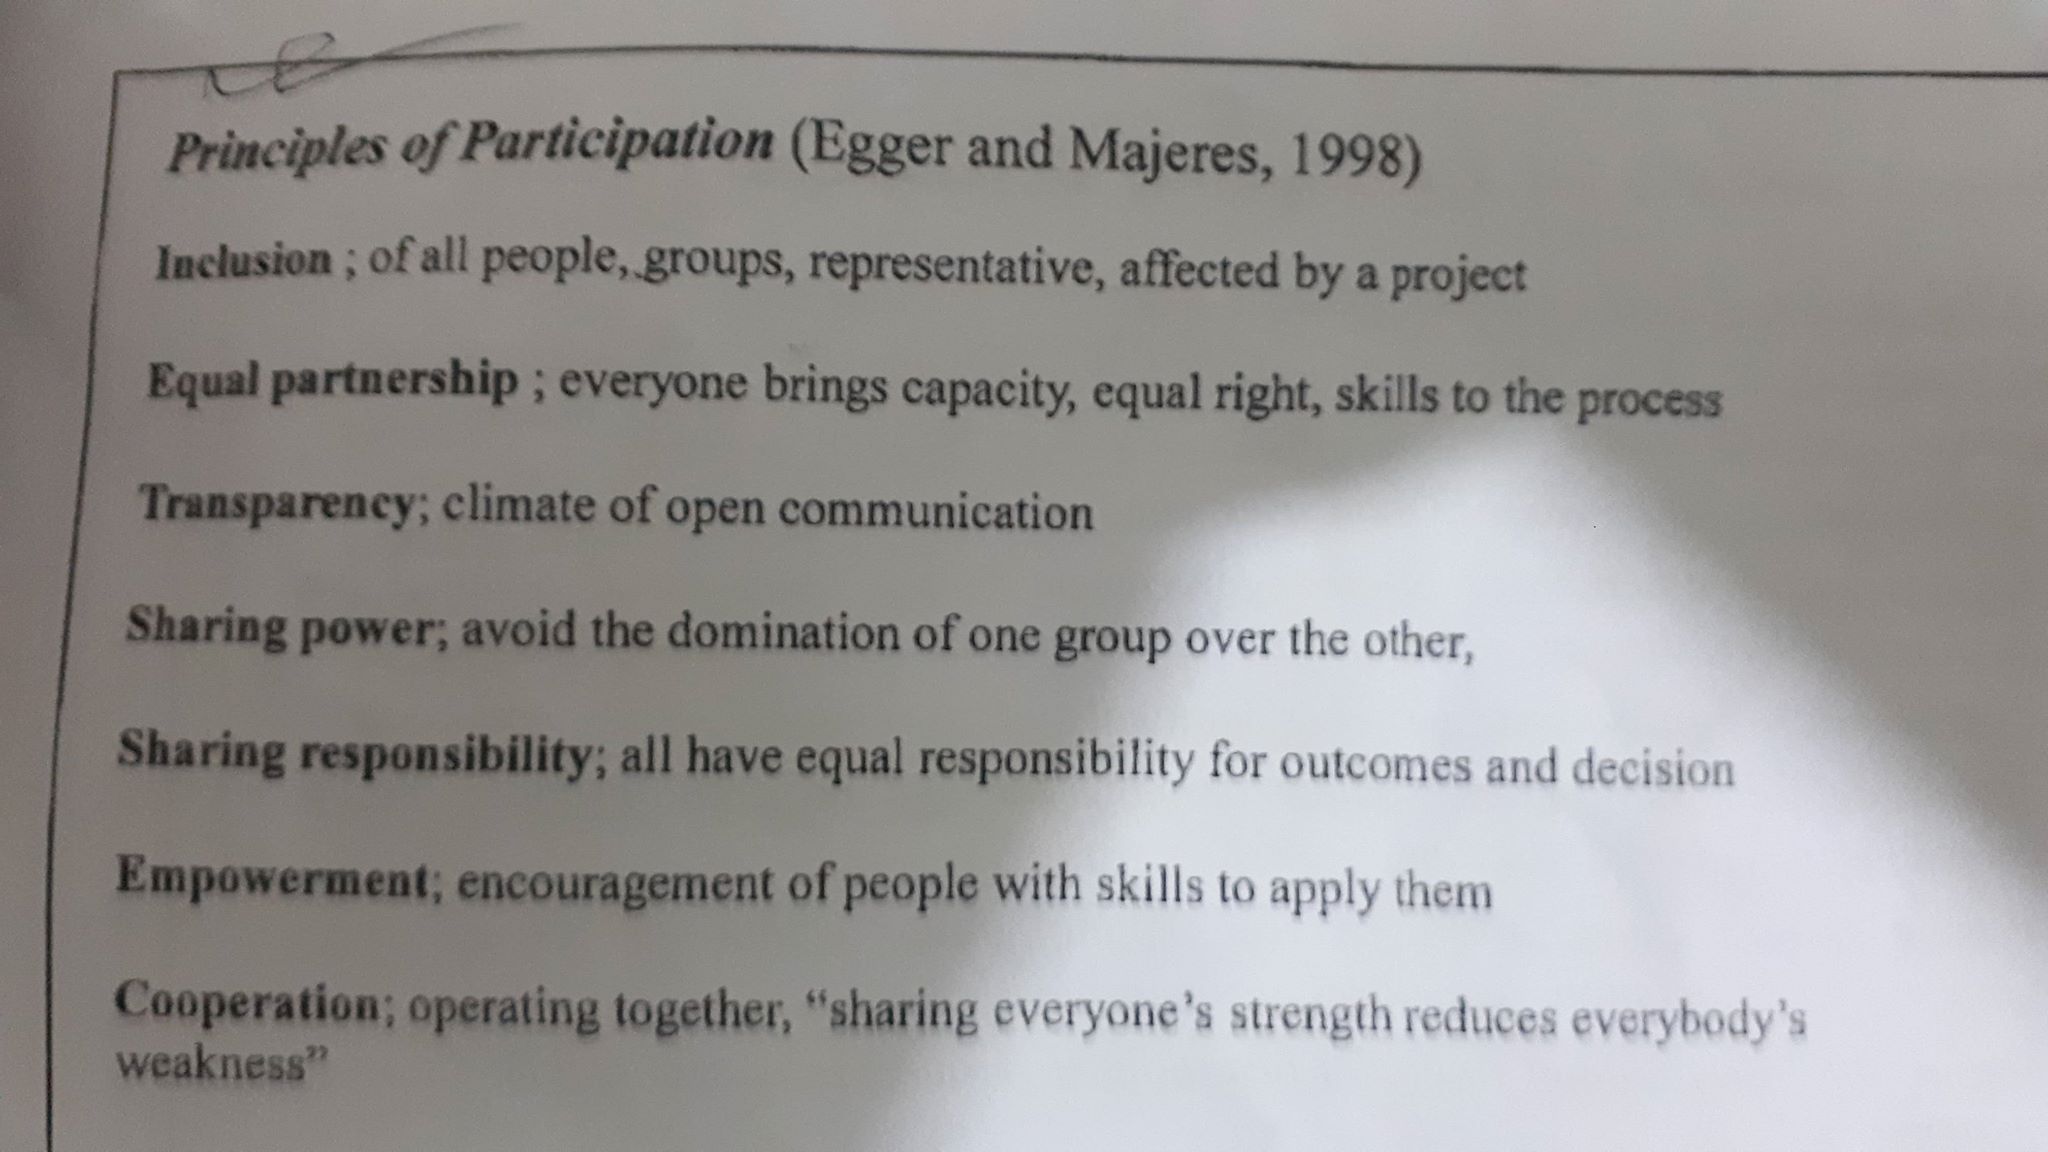 Principles of Participation (Egger and Majeres, 1998)
Inclusion ; of all people, groups, representative, affected by a project
Equal partnership ; everyone brings capacity, equal right, skills to the process
Transparency; climate of open communication
Sharing power; avoid the domination of one group over the other,
Sharing responsibility; all have equal responsibility for outcomes and decision
Empowerment; encouragement of people with skills to apply them
Cooperation; operating together, “sharing everyone’s strength reduces everybody’s
weakness”